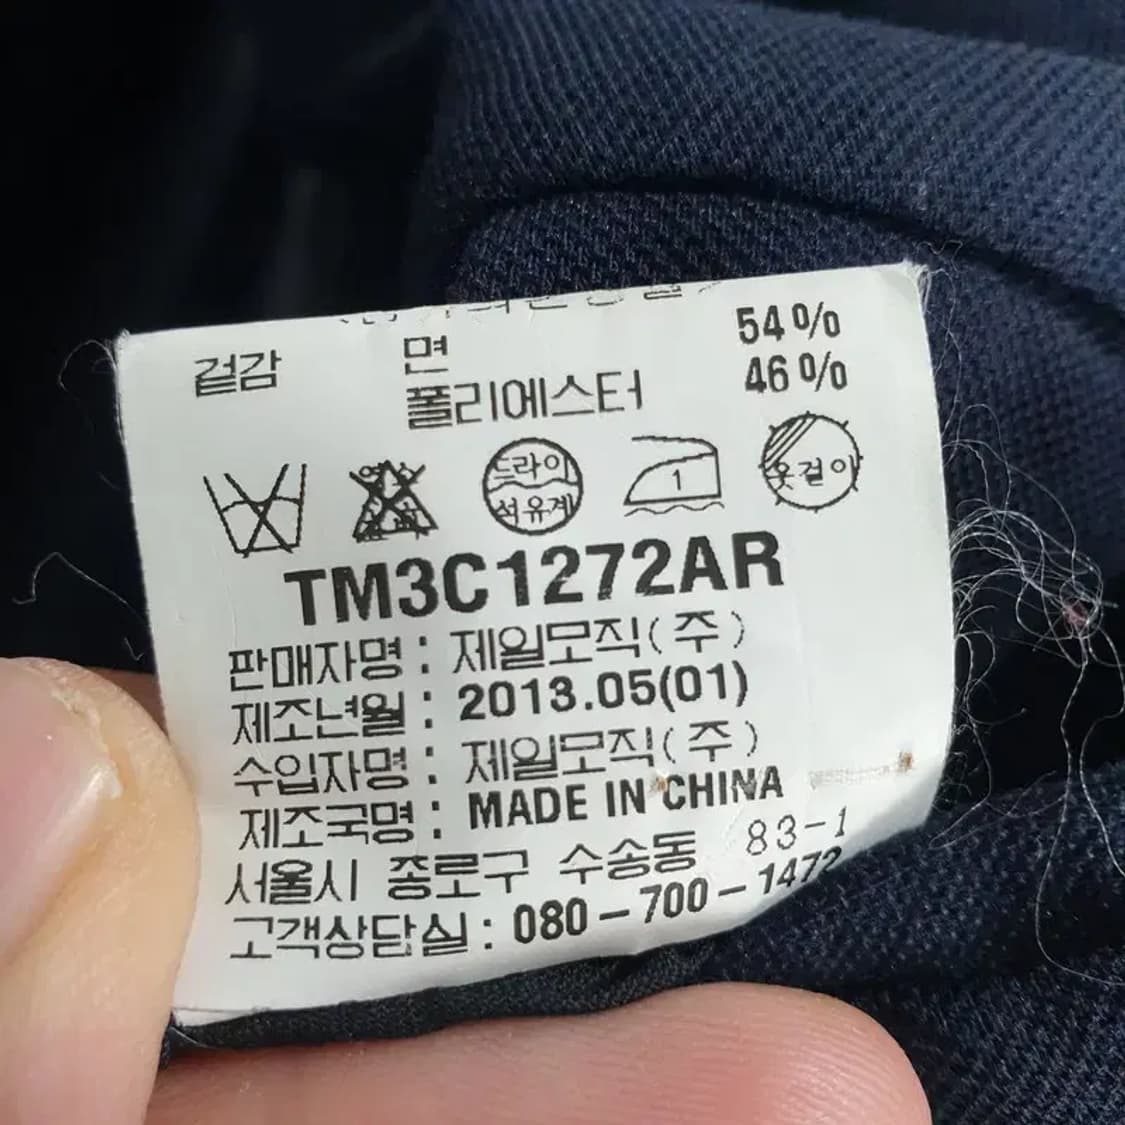 겉감 면 54%
폴리에스터 46%
드라이 석유계 1 옷걸이
TM3C1272AR
판매자명 : 제일모직(주)
제조년월 : 2013.05(01)
수입자명 : 제일모직(주)
제조국명 : MADE IN CHINA
서울시 종로구 수송동 83-1
고객상담실 : 080-700-1472